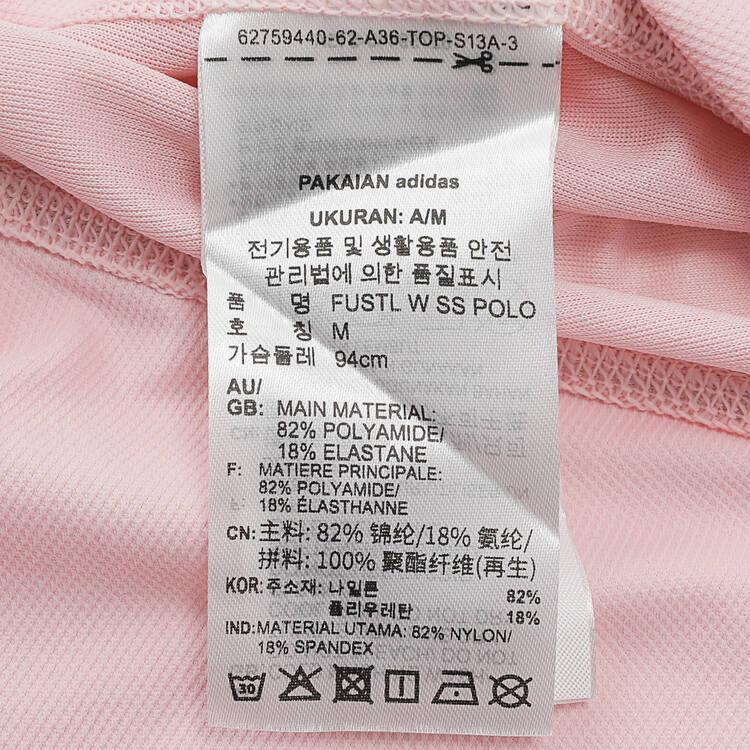 62759440-62-A36-TOP-S13A-3
PAKAIAN adidas
UKURAN: A/M
전기용품 및 생활용품 안전
관리법에 의한 품질표시
품 명 FUSTL W SS POLO
호 칭 M
가슴둘레 94cm
AU/
GB: MAIN MATERIAL:
82% POLYAMIDE/
18% ELASTANE
F: MATIERE PRINCIPALE:
82% POLYAMIDE/
18% ÉLASTHANNE
CN: 主料: 82% 锦纶/18% 氨纶/
拼料: 100% 聚酯纤维(再生)
KOR: 주소재: 나일론 82%
폴리우레탄 18%
IND: MATERIAL UTAMA: 82% NYLON/
18% SPANDEX
30